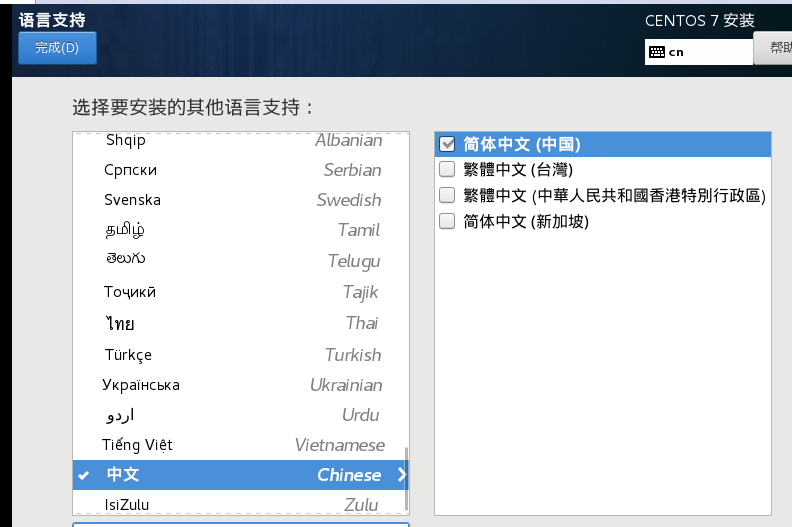 语言支持
CENTOS 7 安装
完成(D)
cn
帮助
选择要安装的其他语言支持：
Shqip Albanian
Српски Serbian
Svenska Swedish
தமிழ் Tamil
తెలుగు Telugu
Тоҷикӣ Tajik
ไทย Thai
Türkçe Turkish
Українська Ukrainian
اردو Urdu
Tiếng Việt Vietnamese
中文 Chinese
IsiZulu Zulu
简体中文 (中国)
繁體中文 (台灣)
繁體中文 (中華人民共和國香港特別行政區)
简体中文 (新加坡)